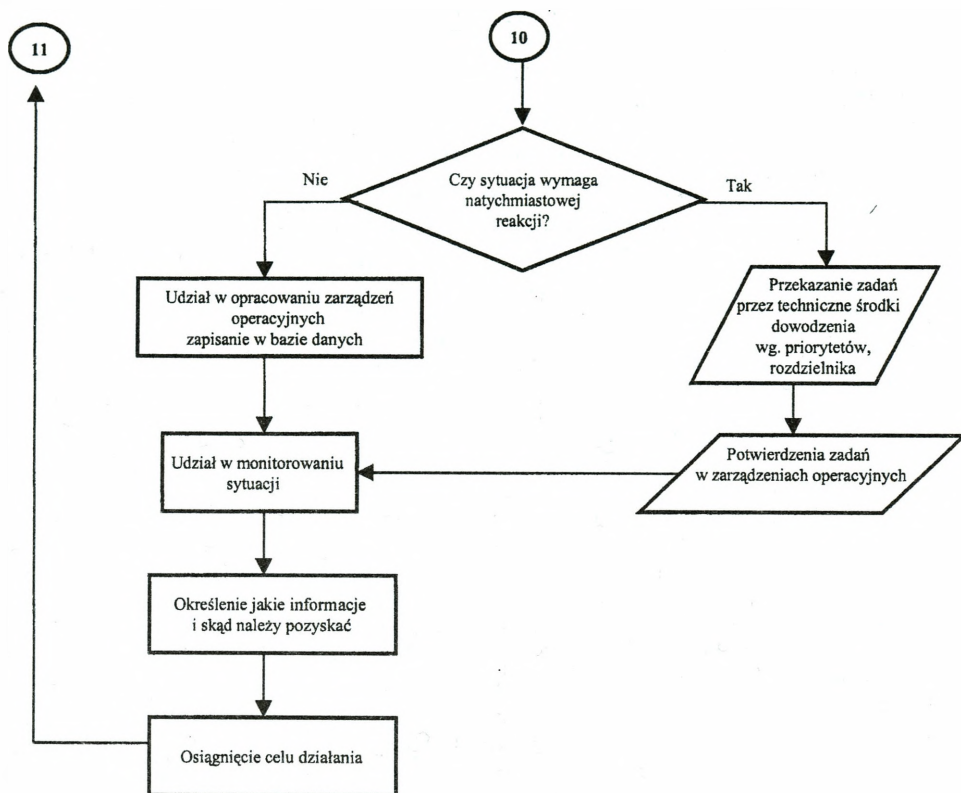 11
10
Czy sytuacja wymaga
natychmiastowej
reakcji?
Nie
Tak
Udział w opracowaniu zarządzeń
operacyjnych
zapisanie w bazie danych
Przekazanie zadań
przez techniczne środki
dowodzenia
wg. priorytetów,
rozdzielnika
Udział w monitorowaniu
sytuacji
Potwierdzenia zadań
w zarządzeniach operacyjnych
Określenie jakie informacje
i skąd należy pozyskać
Osiągnięcie celu działania